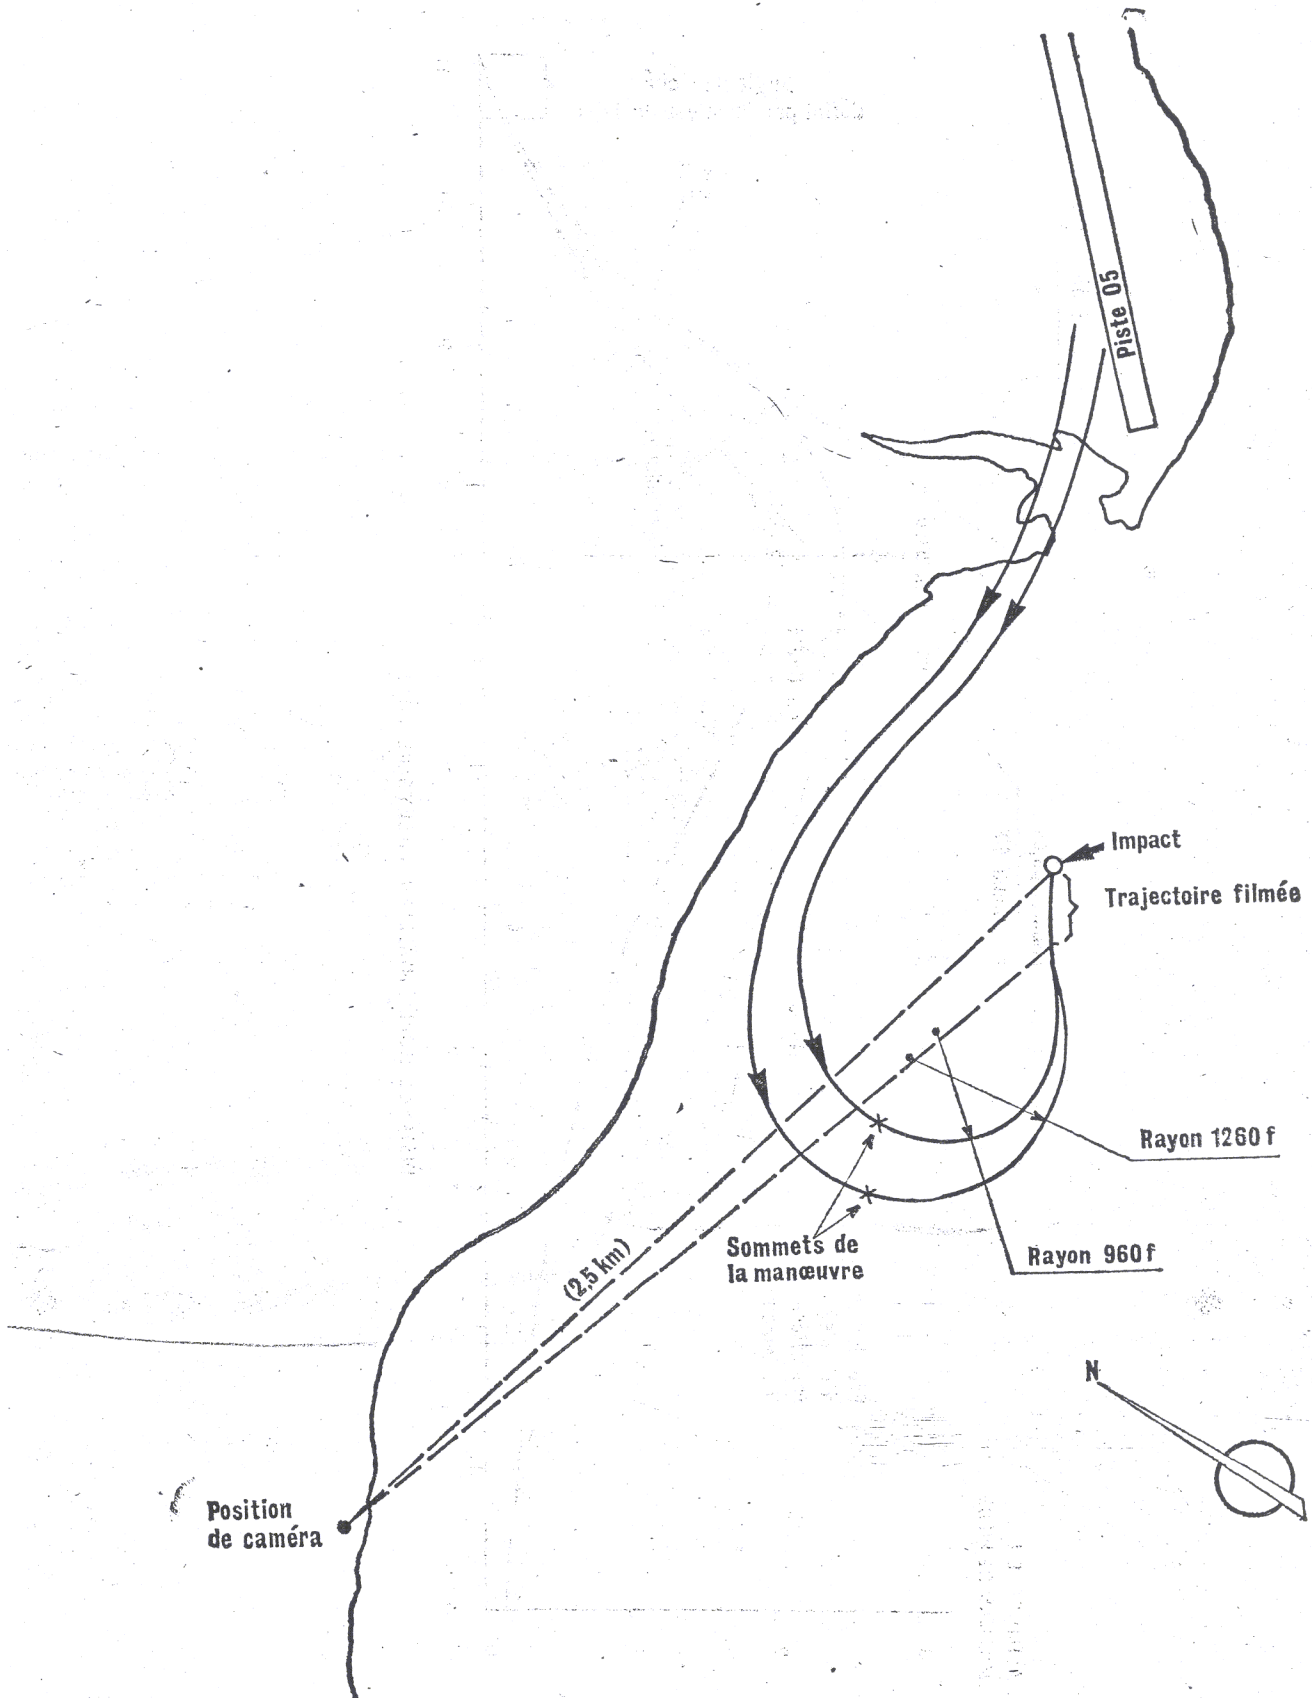 Piste 05
Impact
Trajectoire filmée
Rayon 1260 f
Sommets de
la manœuvre
Rayon 960 f
(2,5 km)
N
Position
de caméra